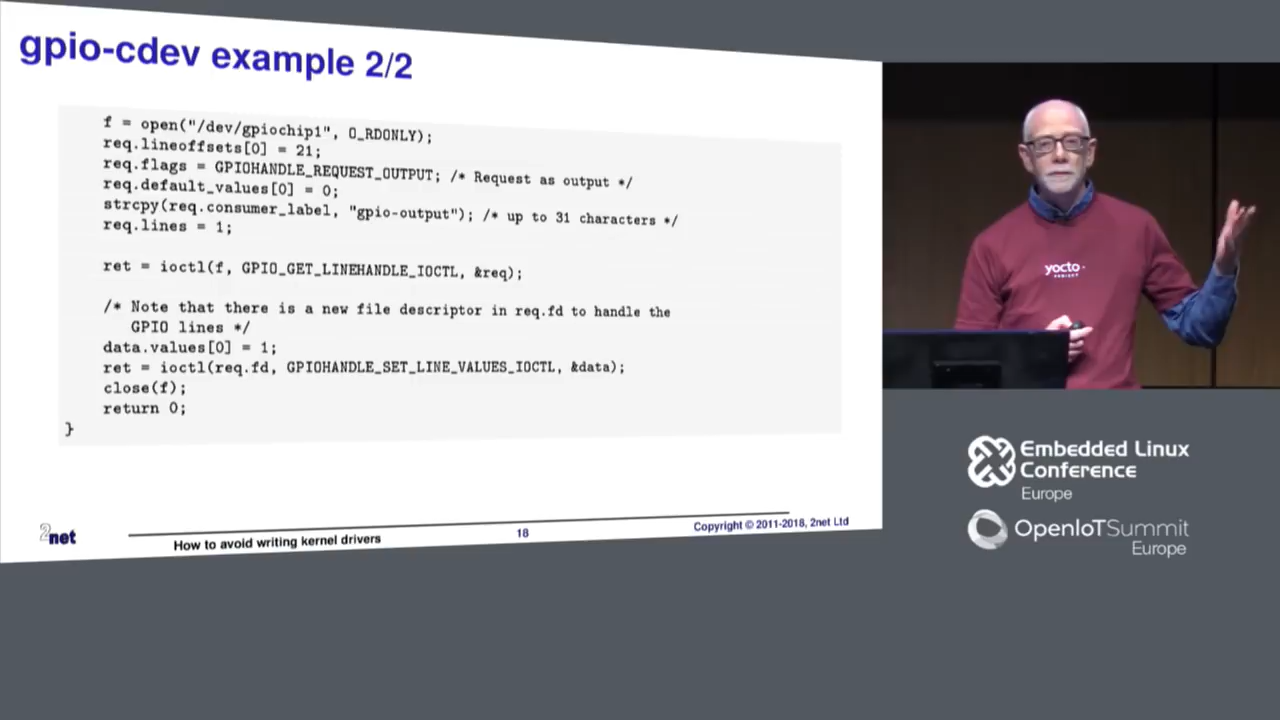 gpio-cdev example 2/2
f = open("/dev/gpiochip1", O_RDONLY);
req.lineoffsets[0] = 21;
req.flags = GPIOHANDLE_REQUEST_OUTPUT; /* Request as output */
req.default_values[0] = 0;
strcpy(req.consumer_label, "gpio-output"); /* up to 31 characters */
req.lines = 1;
ret = ioctl(f, GPIO_GET_LINEHANDLE_IOCTL, &req);
/* Note that there is a new file descriptor in req.fd to handle the
GPIO lines */
data.values[0] = 1;
ret = ioctl(req.fd, GPIOHANDLE_SET_LINE_VALUES_IOCTL, &data);
close(f);
return 0;
}
2net
How to avoid writing kernel drivers
18
Copyright © 2011-2018, 2net Ltd
yocto
PROJECT
Embedded Linux
Conference
Europe
OpenIoTSummit
Europe